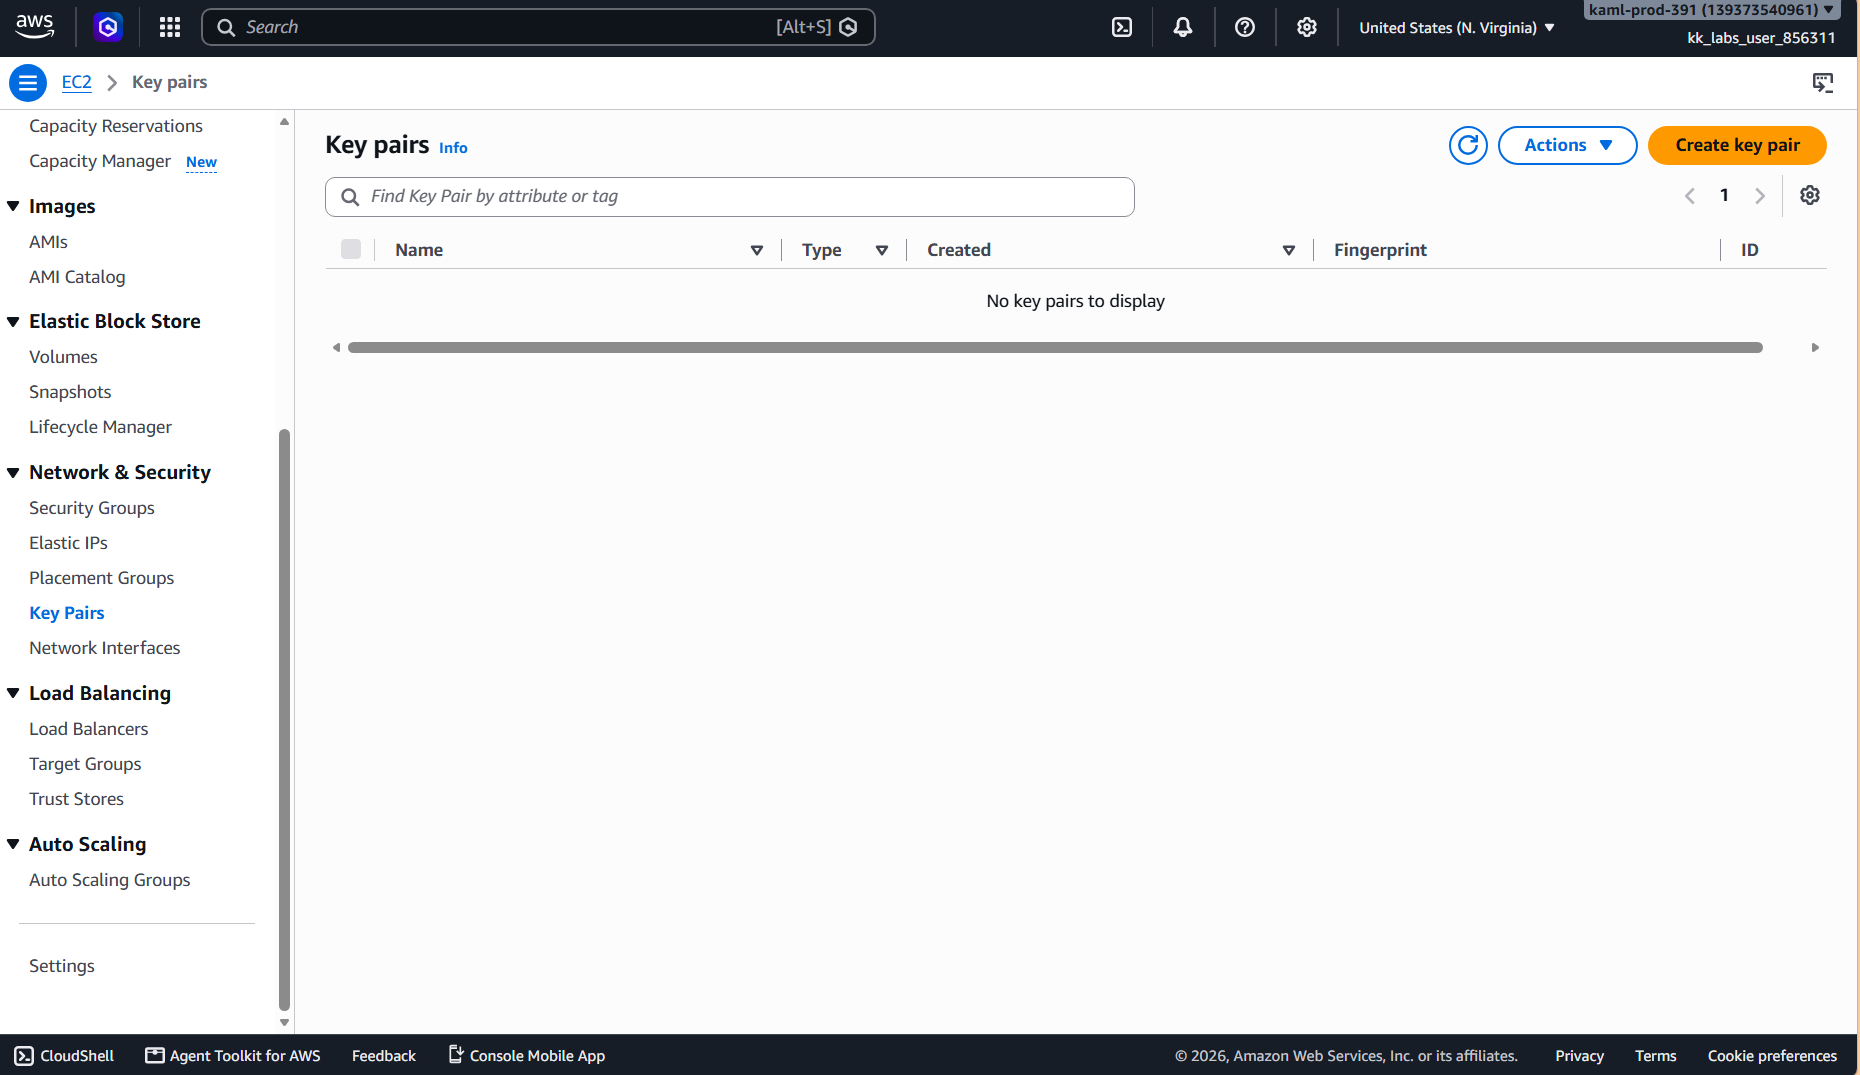 aws
Search [Alt+S]
United States (N. Virginia)
kaml-prod-391 (139373540961)
kk_labs_user_856311
EC2 Key pairs
Capacity Reservations
Capacity Manager New
Images
AMIs
AMI Catalog
Elastic Block Store
Volumes
Snapshots
Lifecycle Manager
Network & Security
Security Groups
Elastic IPs
Placement Groups
Key Pairs
Network Interfaces
Load Balancing
Load Balancers
Target Groups
Trust Stores
Auto Scaling
Auto Scaling Groups
Settings
Key pairs Info
Actions
Create key pair
Find Key Pair by attribute or tag
1
Name Type Created Fingerprint ID
No key pairs to display
CloudShell Agent Toolkit for AWS Feedback Console Mobile App © 2026, Amazon Web Services, Inc. or its affiliates. Privacy Terms Cookie preferences